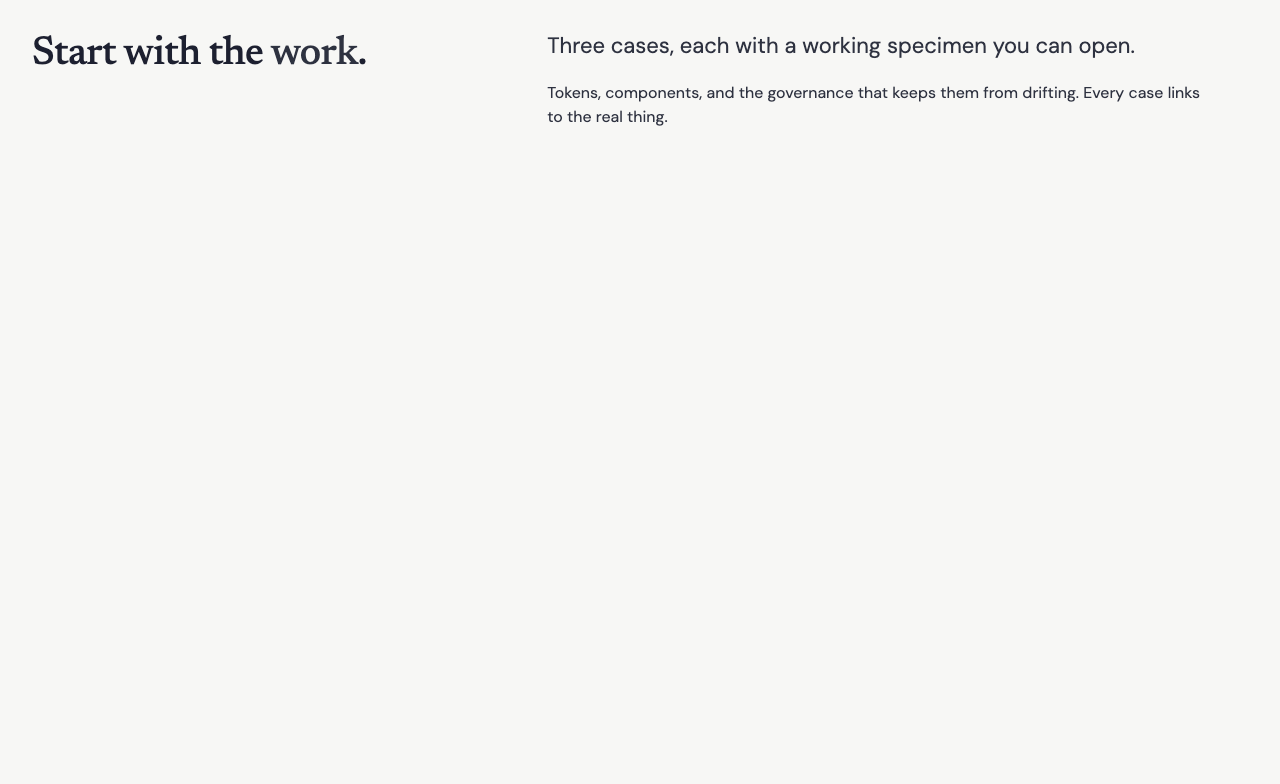 Start with the work.
Three cases, each with a working specimen you can open.
Tokens, components, and the governance that keeps them from drifting. Every case links
to the real thing.